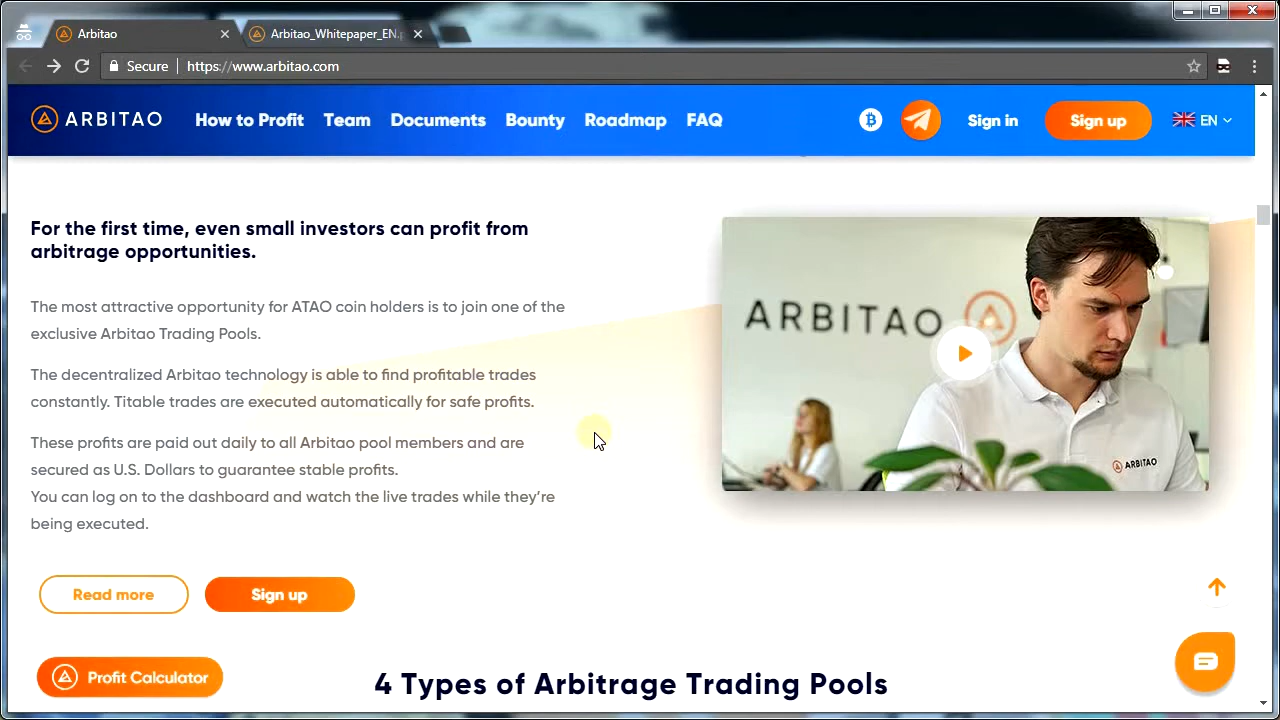 Arbitao
Arbitao_Whitepaper_EN.p
Secure
https://www.arbitao.com
ARBITAO
How to Profit
Team
Documents
Bounty
Roadmap
FAQ
Sign in
Sign up
EN
For the first time, even small investors can profit from
arbitrage opportunities.
The most attractive opportunity for ATAO coin holders is to join one of the
exclusive Arbitao Trading Pools.
The decentralized Arbitao technology is able to find profitable trades
constantly. Titable trades are executed automatically for safe profits.
These profits are paid out daily to all Arbitao pool members and are
secured as U.S. Dollars to guarantee stable profits.
You can log on to the dashboard and watch the live trades while they're
being executed.
ARBITAO
ARBITAO
Read more
Sign up
Profit Calculator
4 Types of Arbitrage Trading Pools